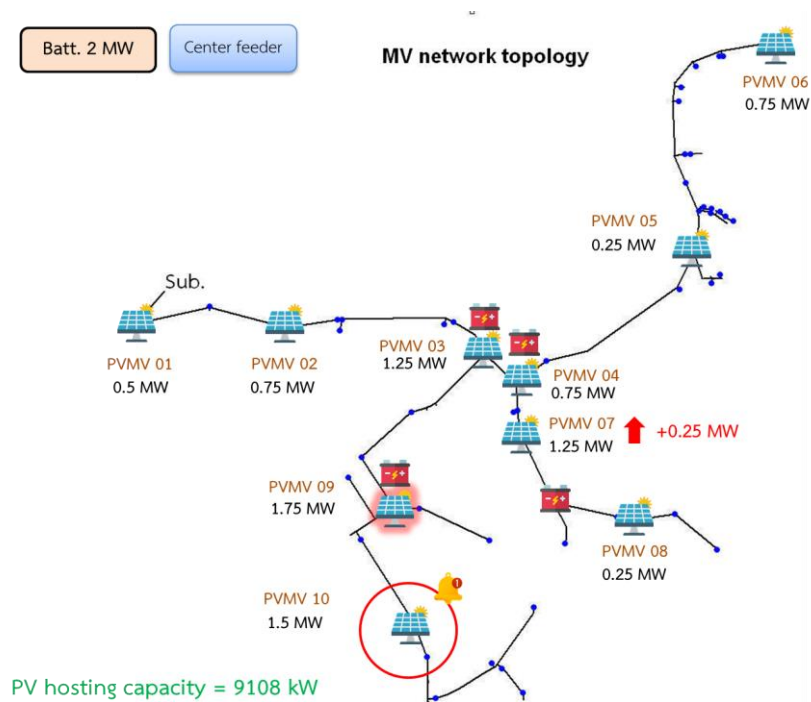 Batt. 2 MW
Center feeder
MV network topology
PVMV 06
0.75 MW
PVMV 05
0.25 MW
Sub.
PVMV 01
0.5 MW
PVMV 02
0.75 MW
PVMV 03
1.25 MW
PVMV 04
0.75 MW
PVMV 07
1.25 MW
+0.25 MW
PVMV 09
1.75 MW
PVMV 08
0.25 MW
PVMV 10
1.5 MW
1
PV hosting capacity = 9108 kW